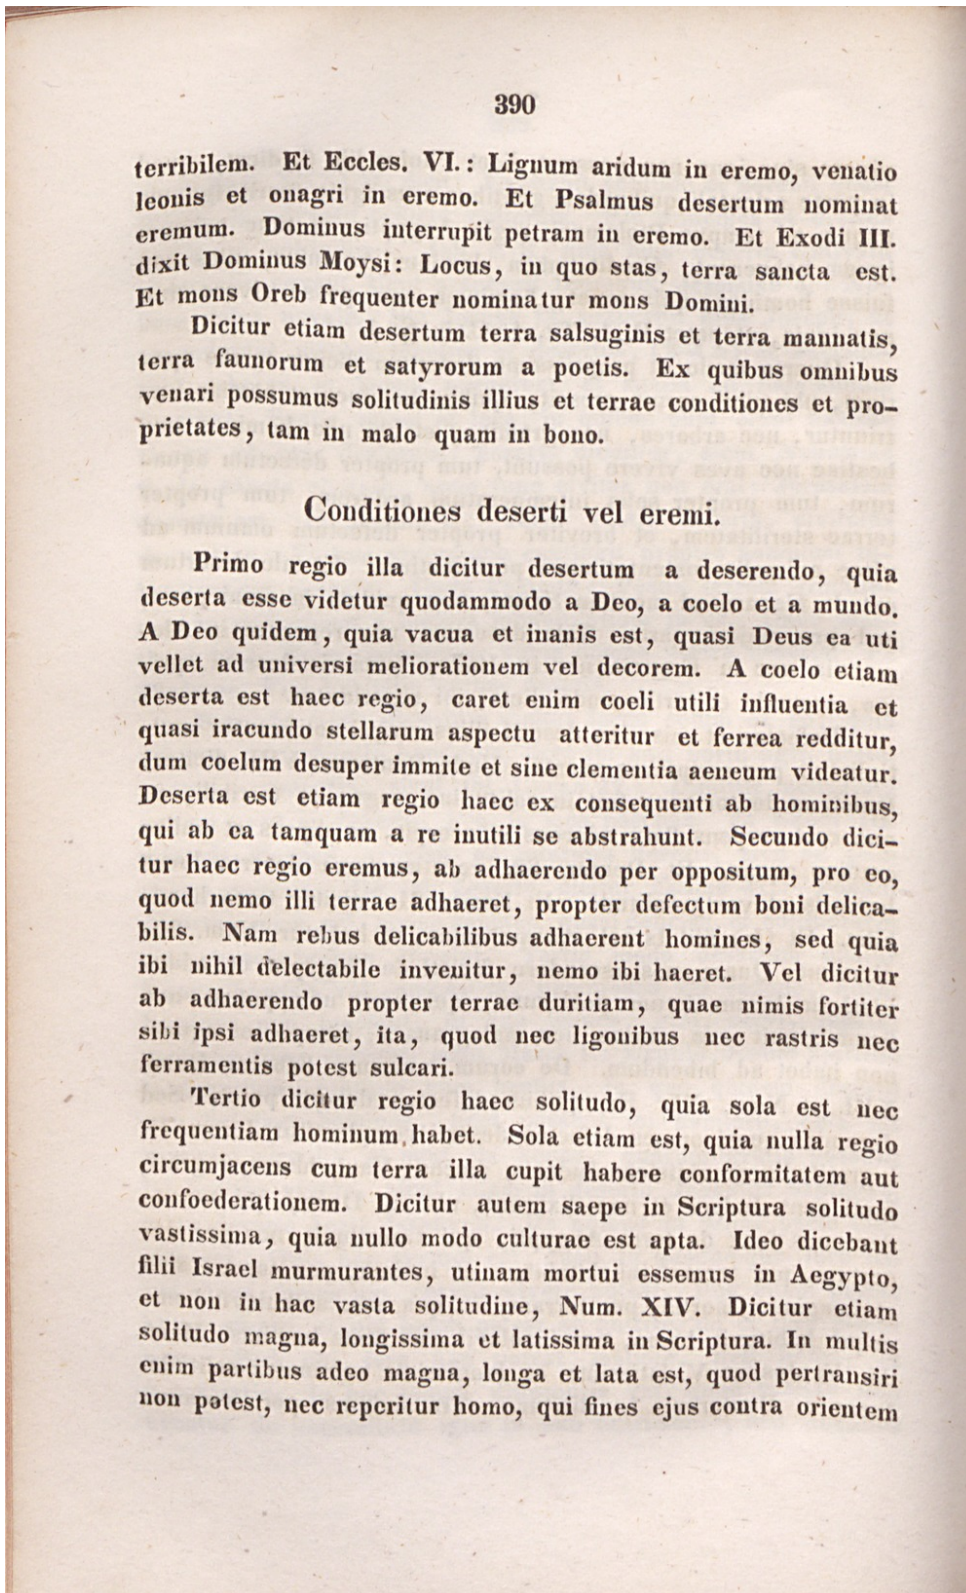 390
terribilem. Et Eccles. VI.: Lignum aridum in eremo, venatio
leonis et onagri in eremo. Et Psalmus desertum nominat
eremum. Dominus interrupit petram in eremo. Et Exodi III.
dixit Dominus Moysi: Locus, in quo stas, terra sancta est.
Et mons Oreb frequenter nominatur mons Domini.
Dicitur etiam desertum terra salsuginis et terra mannatis,
terra faunorum et satyrorum a poetis. Ex quibus omnibus
venari possumus solitudinis illius et terrae conditiones et pro-
prietates, tam in malo quam in bono.
Conditiones deserti vel eremi.
Primo regio illa dicitur desertum a deserendo, quia
deserta esse videtur quodammodo a Deo, a coelo et a mundo.
A Deo quidem, quia vacua et inanis est, quasi Deus ea uti
vellet ad universi meliorationem vel decorem. A coelo etiam
deserta est haec regio, caret enim coeli utili influentia et
quasi iracundo stellarum aspectu atteritur et ferrea redditur,
dum coelum desuper immite et sine clementia aeneum videatur.
Deserta est etiam regio haec ex consequenti ab hominibus,
qui ab ea tamquam a re inutili se abstrahunt. Secundo dici-
tur haec regio eremus, ab adhaerendo per oppositum, pro eo,
quod nemo illi terrae adhaeret, propter defectum boni delica-
bilis. Nam rebus delicabilibus adhaerent homines, sed quia
ibi nihil delectabile invenitur, nemo ibi haeret. Vel dicitur
ab adhaerendo propter terrae duritiam, quae nimis fortiter
sibi ipsi adhaeret, ita, quod nec ligonibus nec rastris nec
ferramentis potest sulcari.
Tertio dicitur regio haec solitudo, quia sola est nec
frequentiam hominum habet. Sola etiam est, quia nulla regio
circumjacens cum terra illa cupit habere conformitatem aut
confoederationem. Dicitur autem saepe in Scriptura solitudo
vastissima, quia nullo modo culturae est apta. Ideo dicebant
filii Israel murmurantes, utinam mortui essemus in Aegypto,
et non in hac vasta solitudine, Num. XIV. Dicitur etiam
solitudo magna, longissima et latissima in Scriptura. In multis
enim partibus adeo magna, longa et lata est, quod pertransiri
non potest, nec reperitur homo, qui fines ejus contra orientem